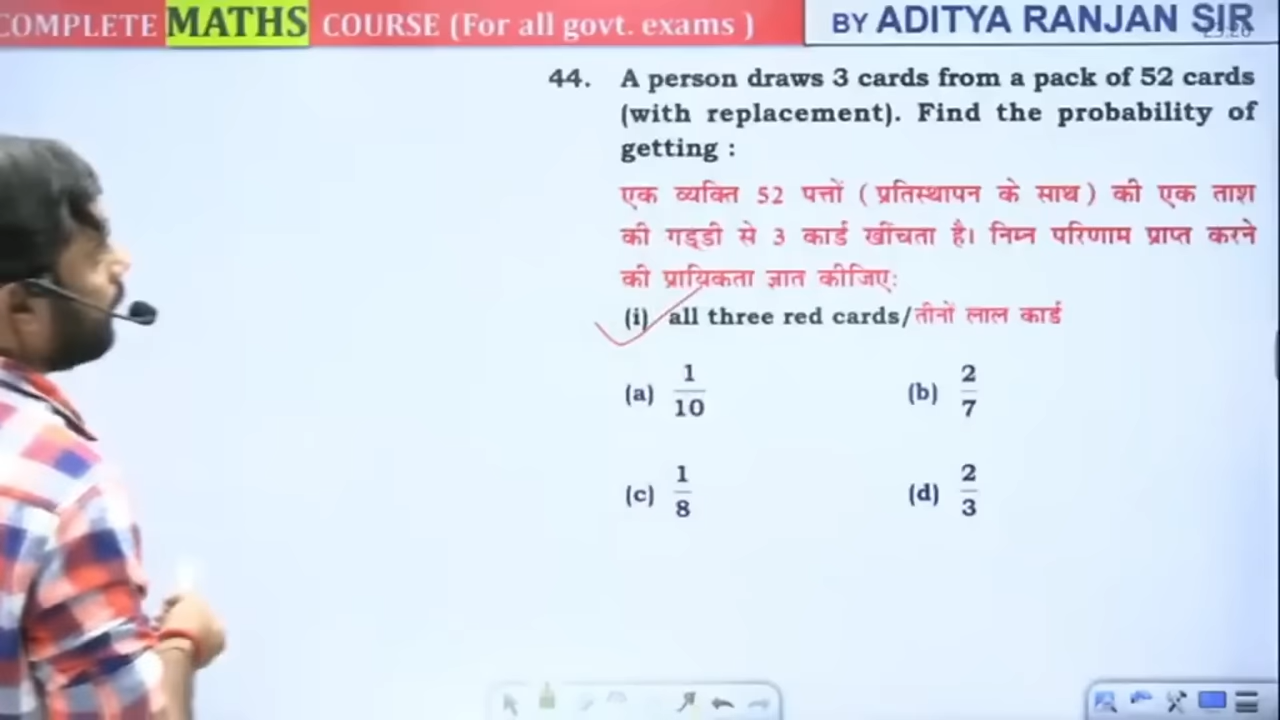 COMPLETE MATHS COURSE (For all govt. exams )
BY ADITYA RANJAN SIR
44. A person draws 3 cards from a pack of 52 cards
(with replacement). Find the probability of
getting :
एक व्यक्ति 52 पत्तों ( प्रतिस्थापन के साथ ) की एक ताश
की गड्डी से 3 कार्ड खींचता है। निम्न परिणाम प्राप्त करने
की प्रायिकता ज्ञात कीजिए:
(i) all three red cards/तीनों लाल कार्ड
(a) 1/10 (b) 2/7
(c) 1/8 (d) 2/3